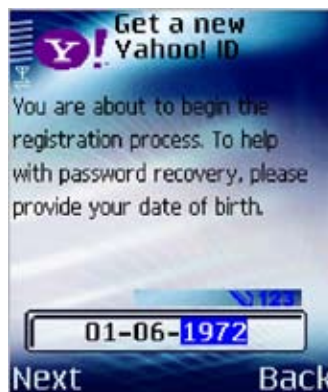 Get a new
Y! Yahoo! ID
You are about to begin the
registration process. To help
with password recovery, please
provide your date of birth.
123
01-06-1972
Next Back